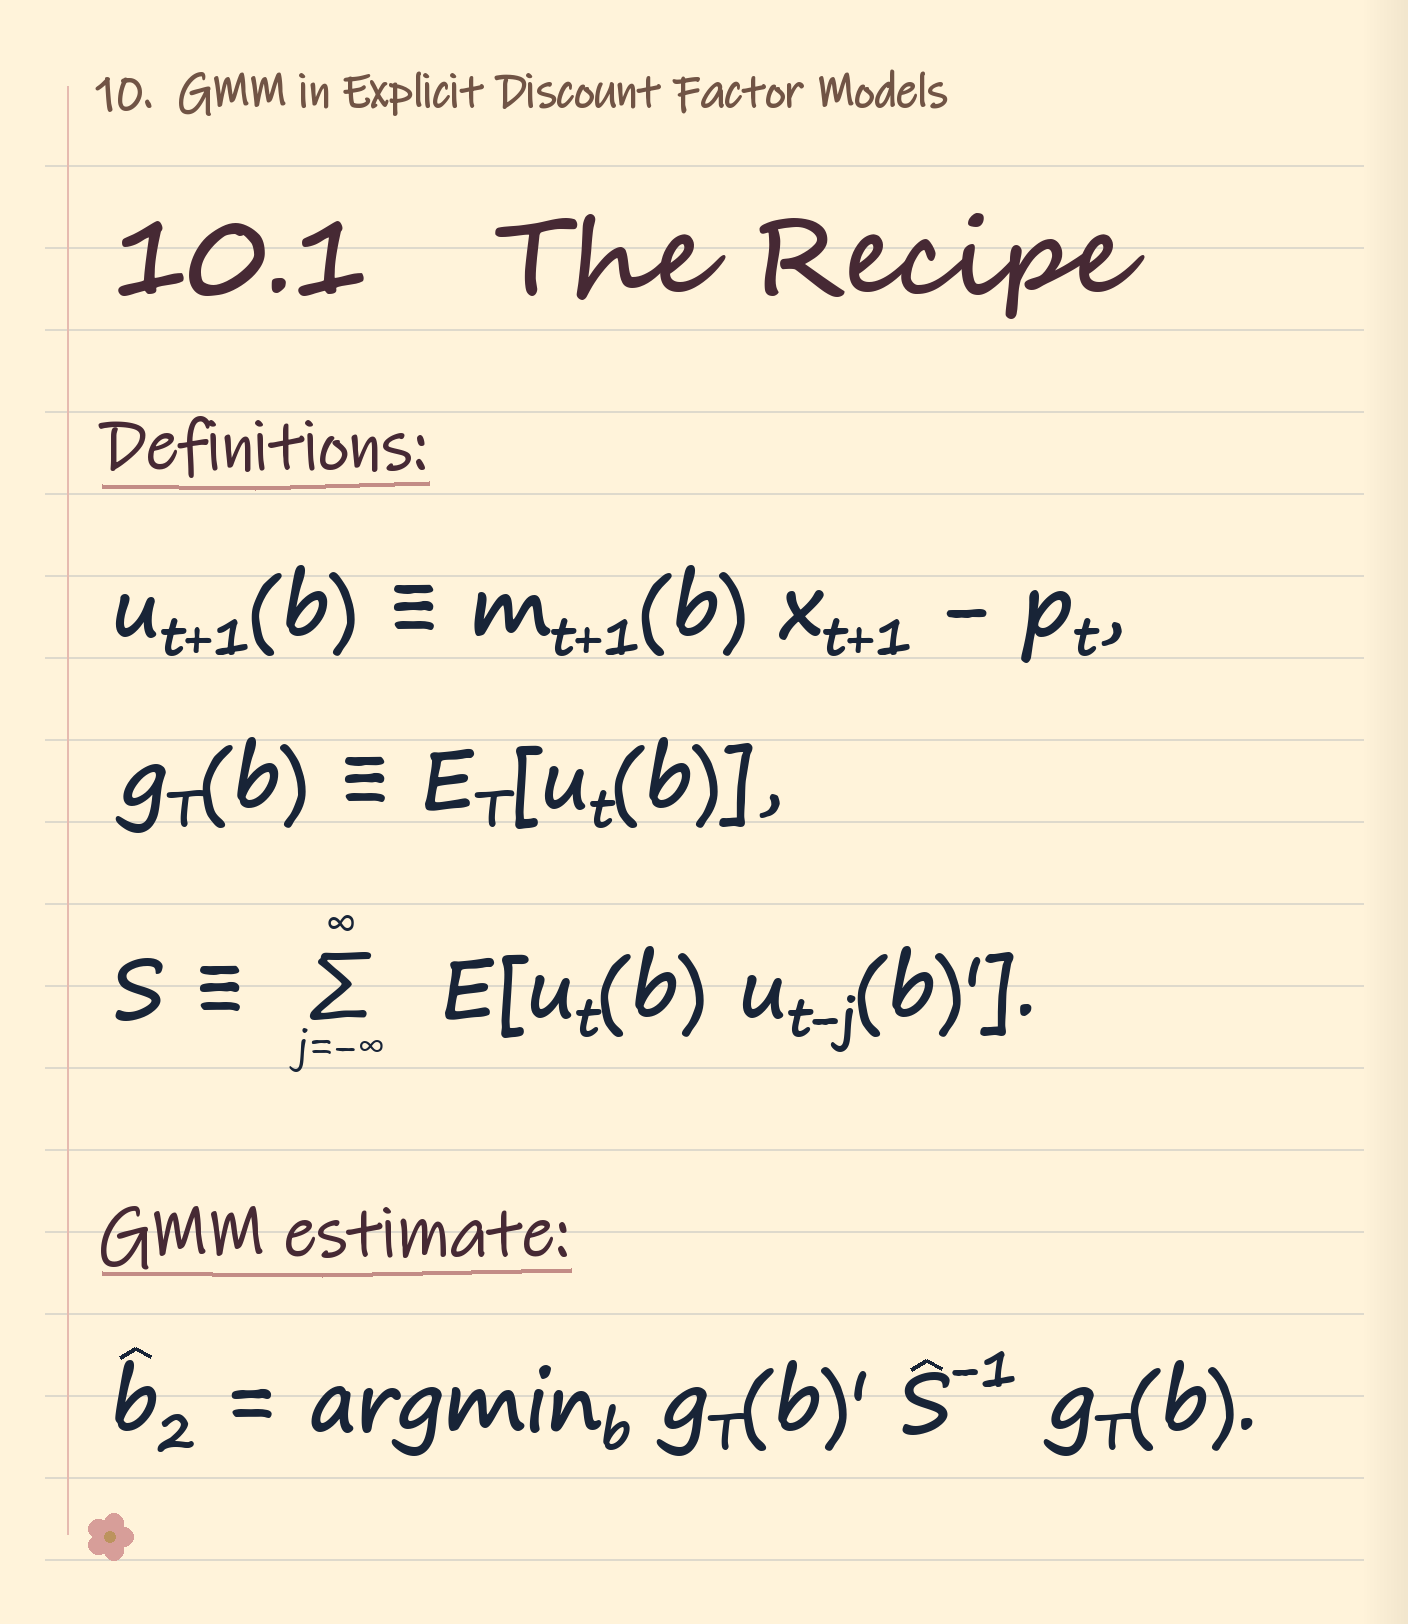 10. GMM in Explicit Discount Factor Models
10.1 The Recipe
Definitions:
u_{t+1}(b) ≡ m_{t+1}(b) x_{t+1} − p_t,
g_T(b) ≡ E_T[u_t(b)],
S ≡ ∑_{j=−∞}^{∞} E[u_t(b) u_{t−j}(b)′].
GMM estimate:
b̂_2 = argmin_b g_T(b)′ Ŝ^{−1} g_T(b).